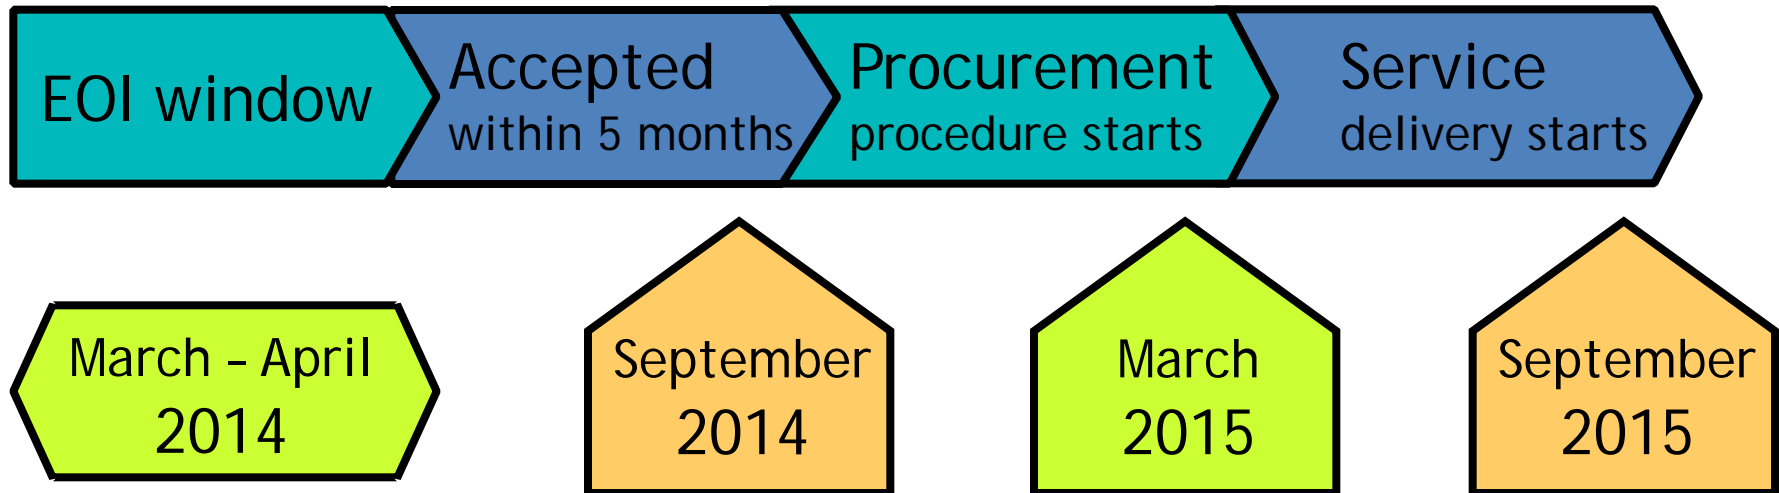 EOI window
Accepted
within 5 months
Procurement
procedure starts
Service
delivery starts
March – April
2014
September
2014
March
2015
September
2015